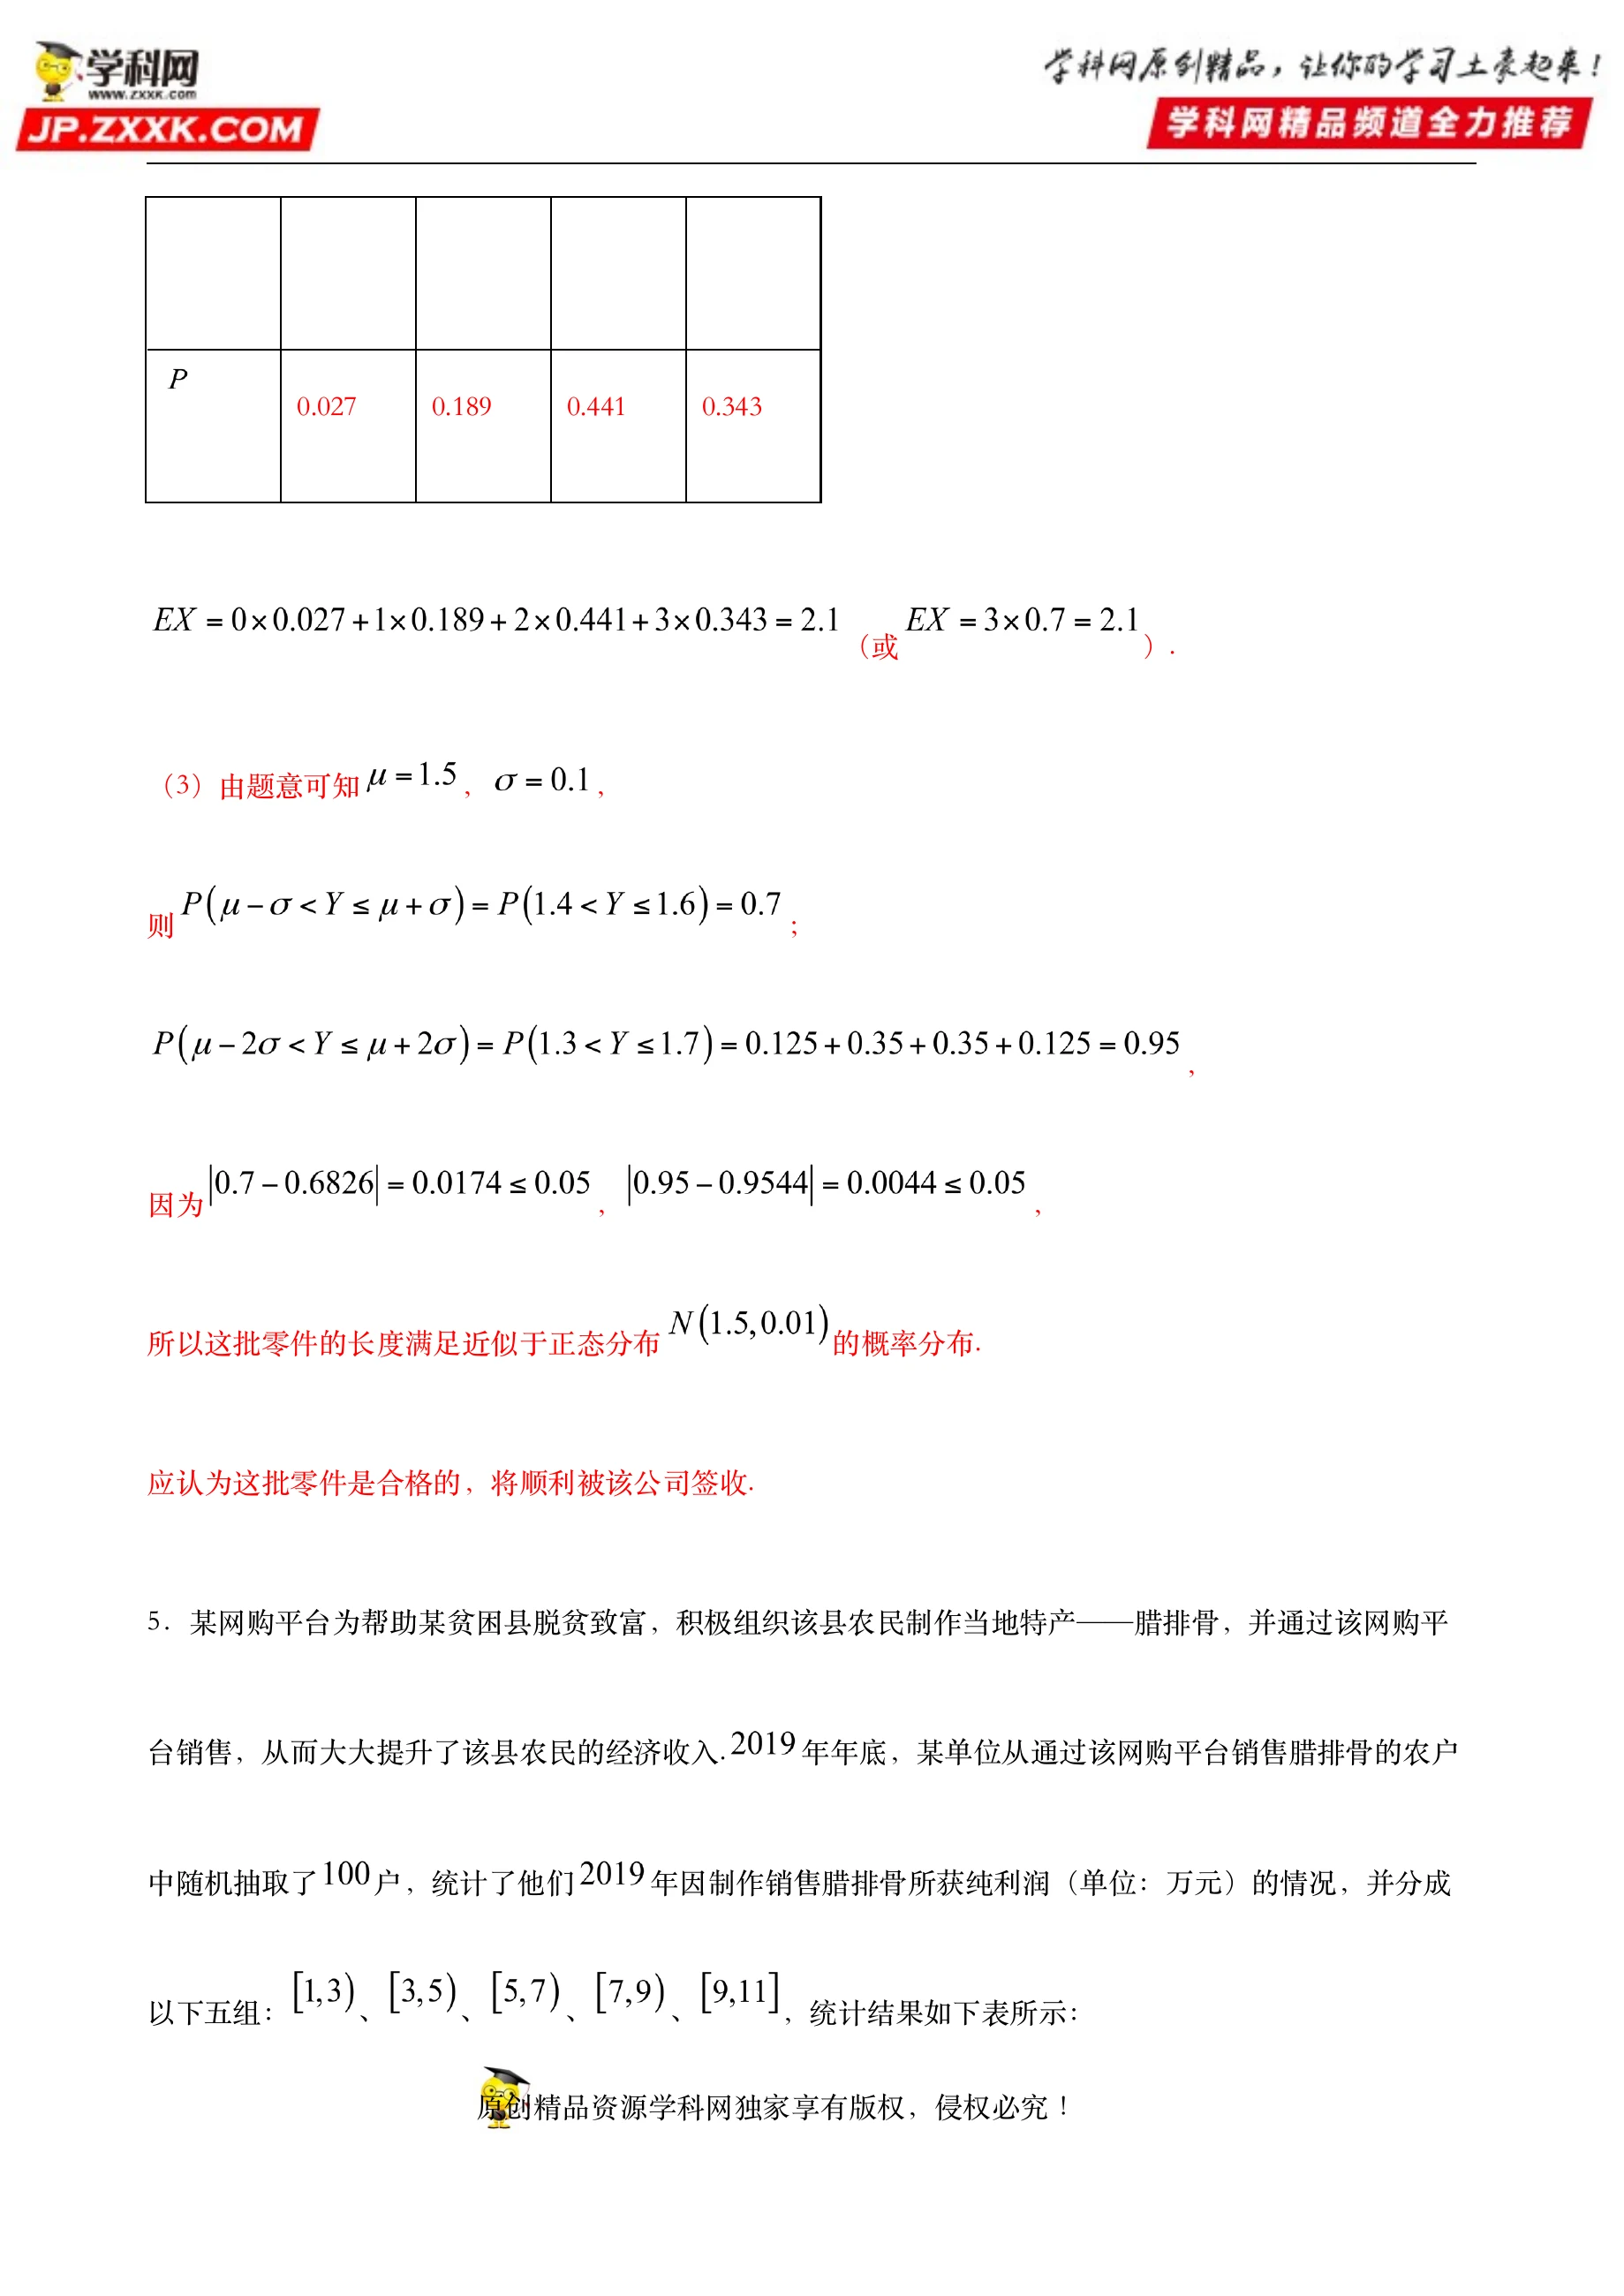 学科网
www.zxxk.com
JP.ZXXK.COM
学科网原创精品，让你的学习土豪起来！
学科网精品频道全力推荐
P 0.027 0.189 0.441 0.343
EX = 0×0.027+1×0.189+2×0.441+3×0.343 = 2.1（或 EX = 3×0.7 = 2.1）.
（3）由题意可知 μ = 1.5，σ = 0.1，
则 P(μ−σ < Y ≤ μ+σ) = P(1.4 < Y ≤ 1.6) = 0.7；
P(μ−2σ < Y ≤ μ+2σ) = P(1.3 < Y ≤ 1.7) = 0.125+0.35+0.35+0.125 = 0.95，
因为 |0.7−0.6826| = 0.0174 ≤ 0.05，|0.95−0.9544| = 0.0044 ≤ 0.05，
所以这批零件的长度满足近似于正态分布 N(1.5,0.01) 的概率分布.
应认为这批零件是合格的，将顺利被该公司签收.
5．某网购平台为帮助某贫困县脱贫致富，积极组织该县农民制作当地特产——腊排骨，并通过该网购平
台销售，从而大大提升了该县农民的经济收入.2019年年底，某单位从通过该网购平台销售腊排骨的农户
中随机抽取了100户，统计了他们2019年因制作销售腊排骨所获纯利润（单位：万元）的情况，并分成
以下五组：[1,3)、[3,5)、[5,7)、[7,9)、[9,11]，统计结果如下表所示：
原创精品资源学科网独家享有版权，侵权必究！